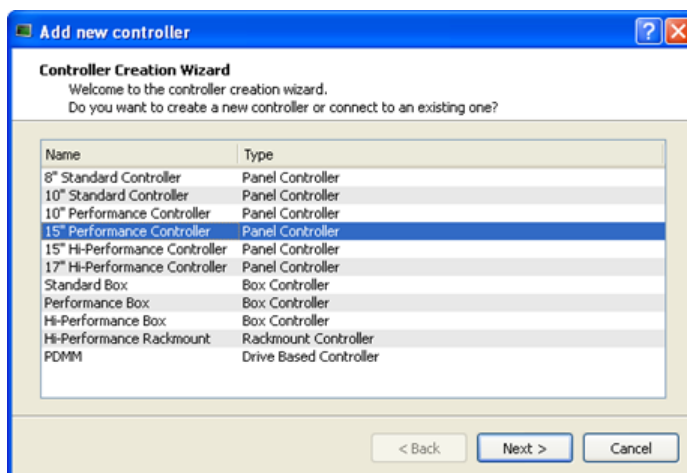 Add new controller
Controller Creation Wizard
Welcome to the controller creation wizard.
Do you want to create a new controller or connect to an existing one?
Name Type
8" Standard Controller Panel Controller
10" Standard Controller Panel Controller
10" Performance Controller Panel Controller
15" Performance Controller Panel Controller
15" Hi-Performance Controller Panel Controller
17" Hi-Performance Controller Panel Controller
Standard Box Box Controller
Performance Box Box Controller
Hi-Performance Box Box Controller
Hi-Performance Rackmount Rackmount Controller
PDMM Drive Based Controller
< Back Next > Cancel